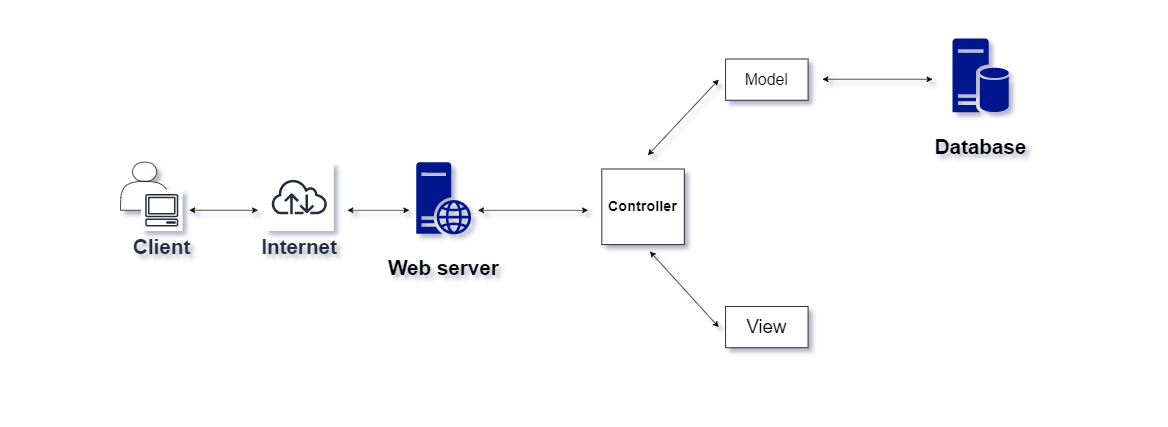 Model
Database
Controller
Client
Internet
Web server
View